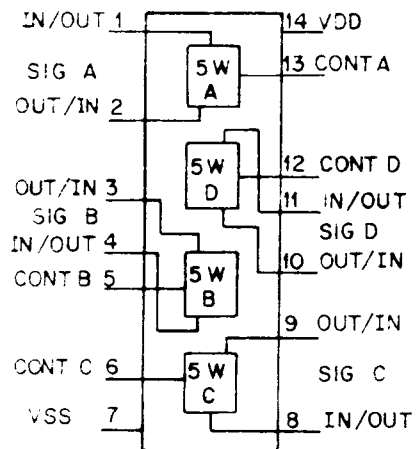 IN/OUT 1
14 VDD
SIG A
5W
A
13 CONT A
OUT/IN 2
5W
D
12 CONT D
OUT/IN 3
11 IN/OUT
SIG B
SIG D
IN/OUT 4
10 OUT/IN
CONT B 5
5W
B
9 OUT/IN
CONT C 6
5W
C
SIG C
VSS 7
8 IN/OUT